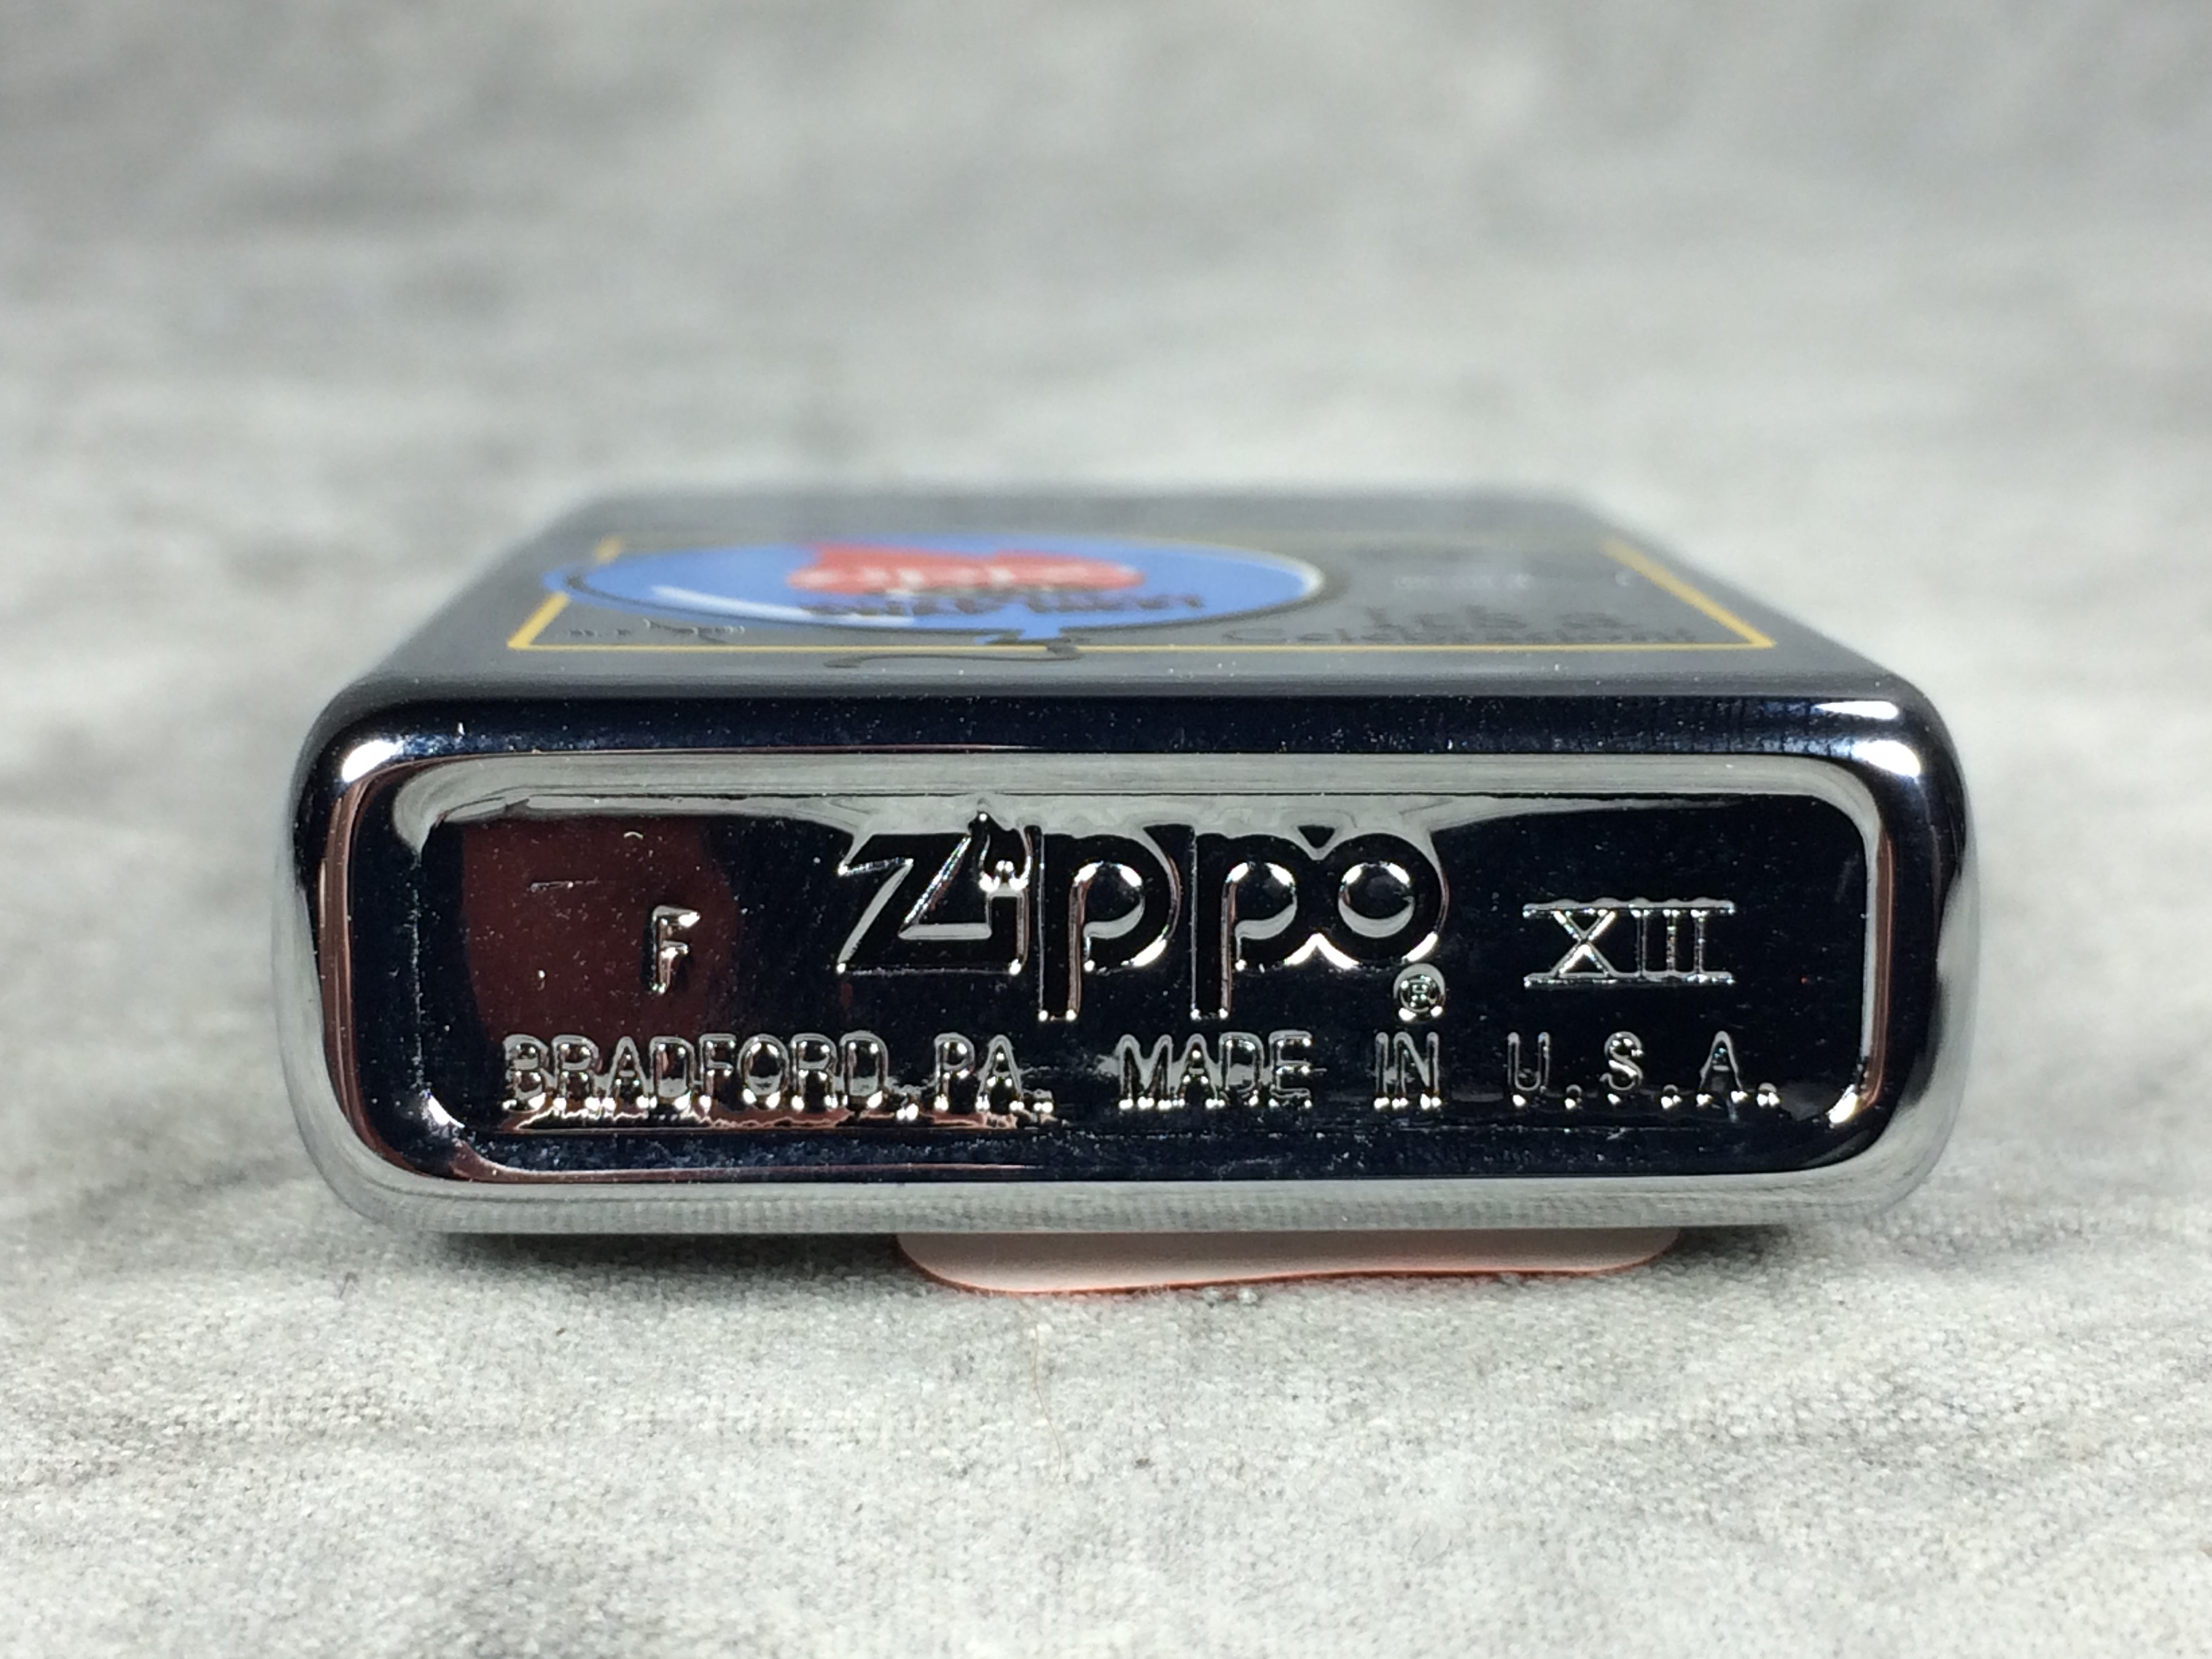 F Zippo ® XIII
BRADFORD, PA. MADE IN U.S.A.